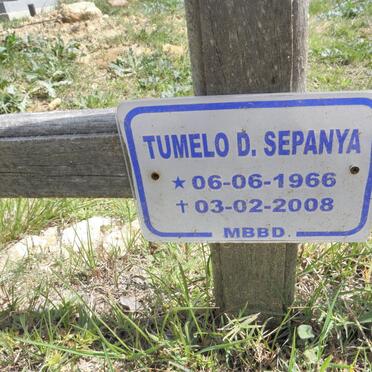 TUMELO D. SEPANYA
★ 06-06-1966
✝ 03-02-2008
MBBD.